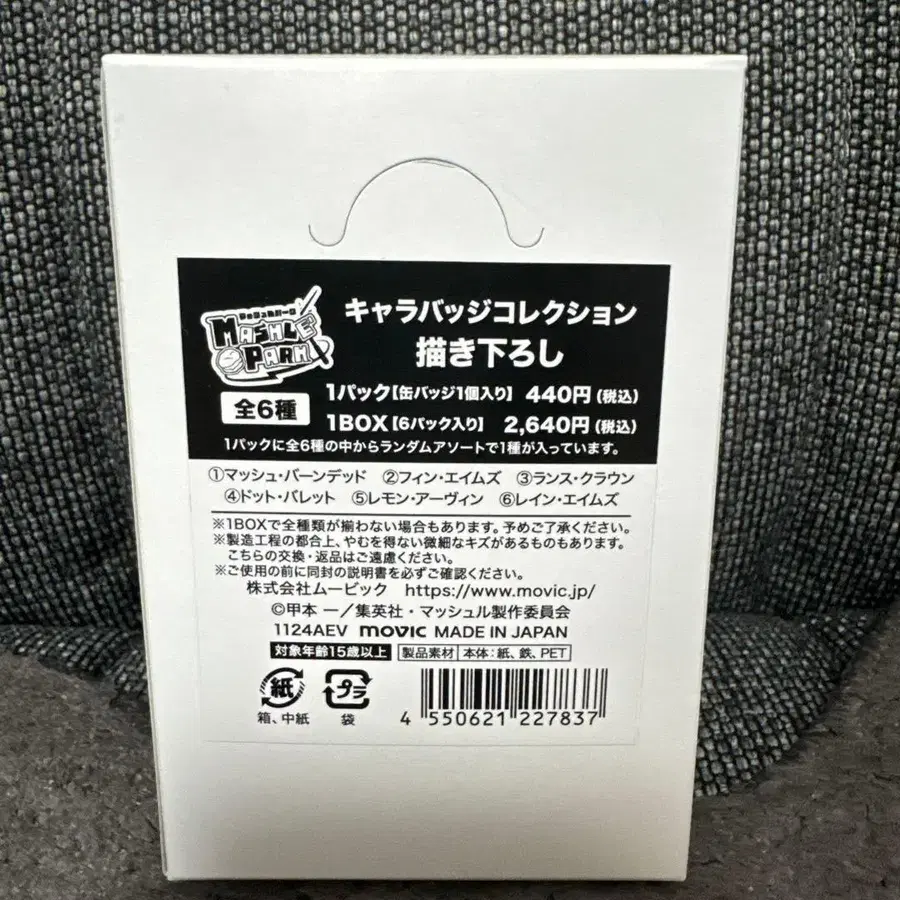 マッシュルパーク
MASHLE PARK
キャラバッジコレクション
描き下ろし
全6種
1パック【缶バッジ1個入り】 440円(税込)
1BOX【6パック入り】 2,640円(税込)
1パックに全6種の中からランダムアソートで1種が入っています。
①マッシュ・バーンデッド ②フィン・エイムズ ③ランス・クラウン
④ドット・バレット ⑤レモン・アーヴィン ⑥レイン・エイムズ
※1BOXで全種類が揃わない場合もあります。予めご了承ください。
※製造工程の都合上、やむを得ない微細なキズがあるものもあります。
こちらの交換・返品はご遠慮ください。
※ご使用の前に同封の説明書を必ずご確認ください。
株式会社ムービック https://www.movic.jp/
©甲本 一/集英社・マッシュル製作委員会
1124AEV movic MADE IN JAPAN
対象年齢15歳以上 製品素材 本体:紙、鉄、PET
紙 プラ
箱、中紙 袋
4 550621 227837